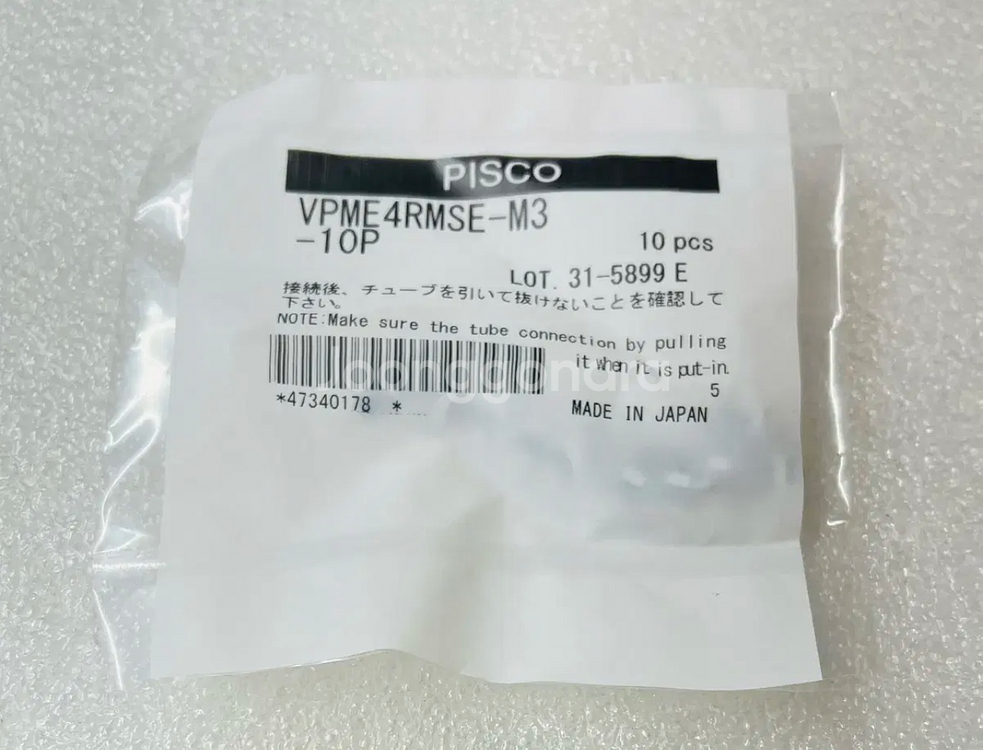 PISCO
VPME4RMSE-M3
-10P
10 pcs
LOT. 31-5899 E
接続後、チューブを引いて抜けないことを確認して
下さい。
NOTE:Make sure the tube connection by pulling
it when it is put-in.
5
*47340178 *
MADE IN JAPAN